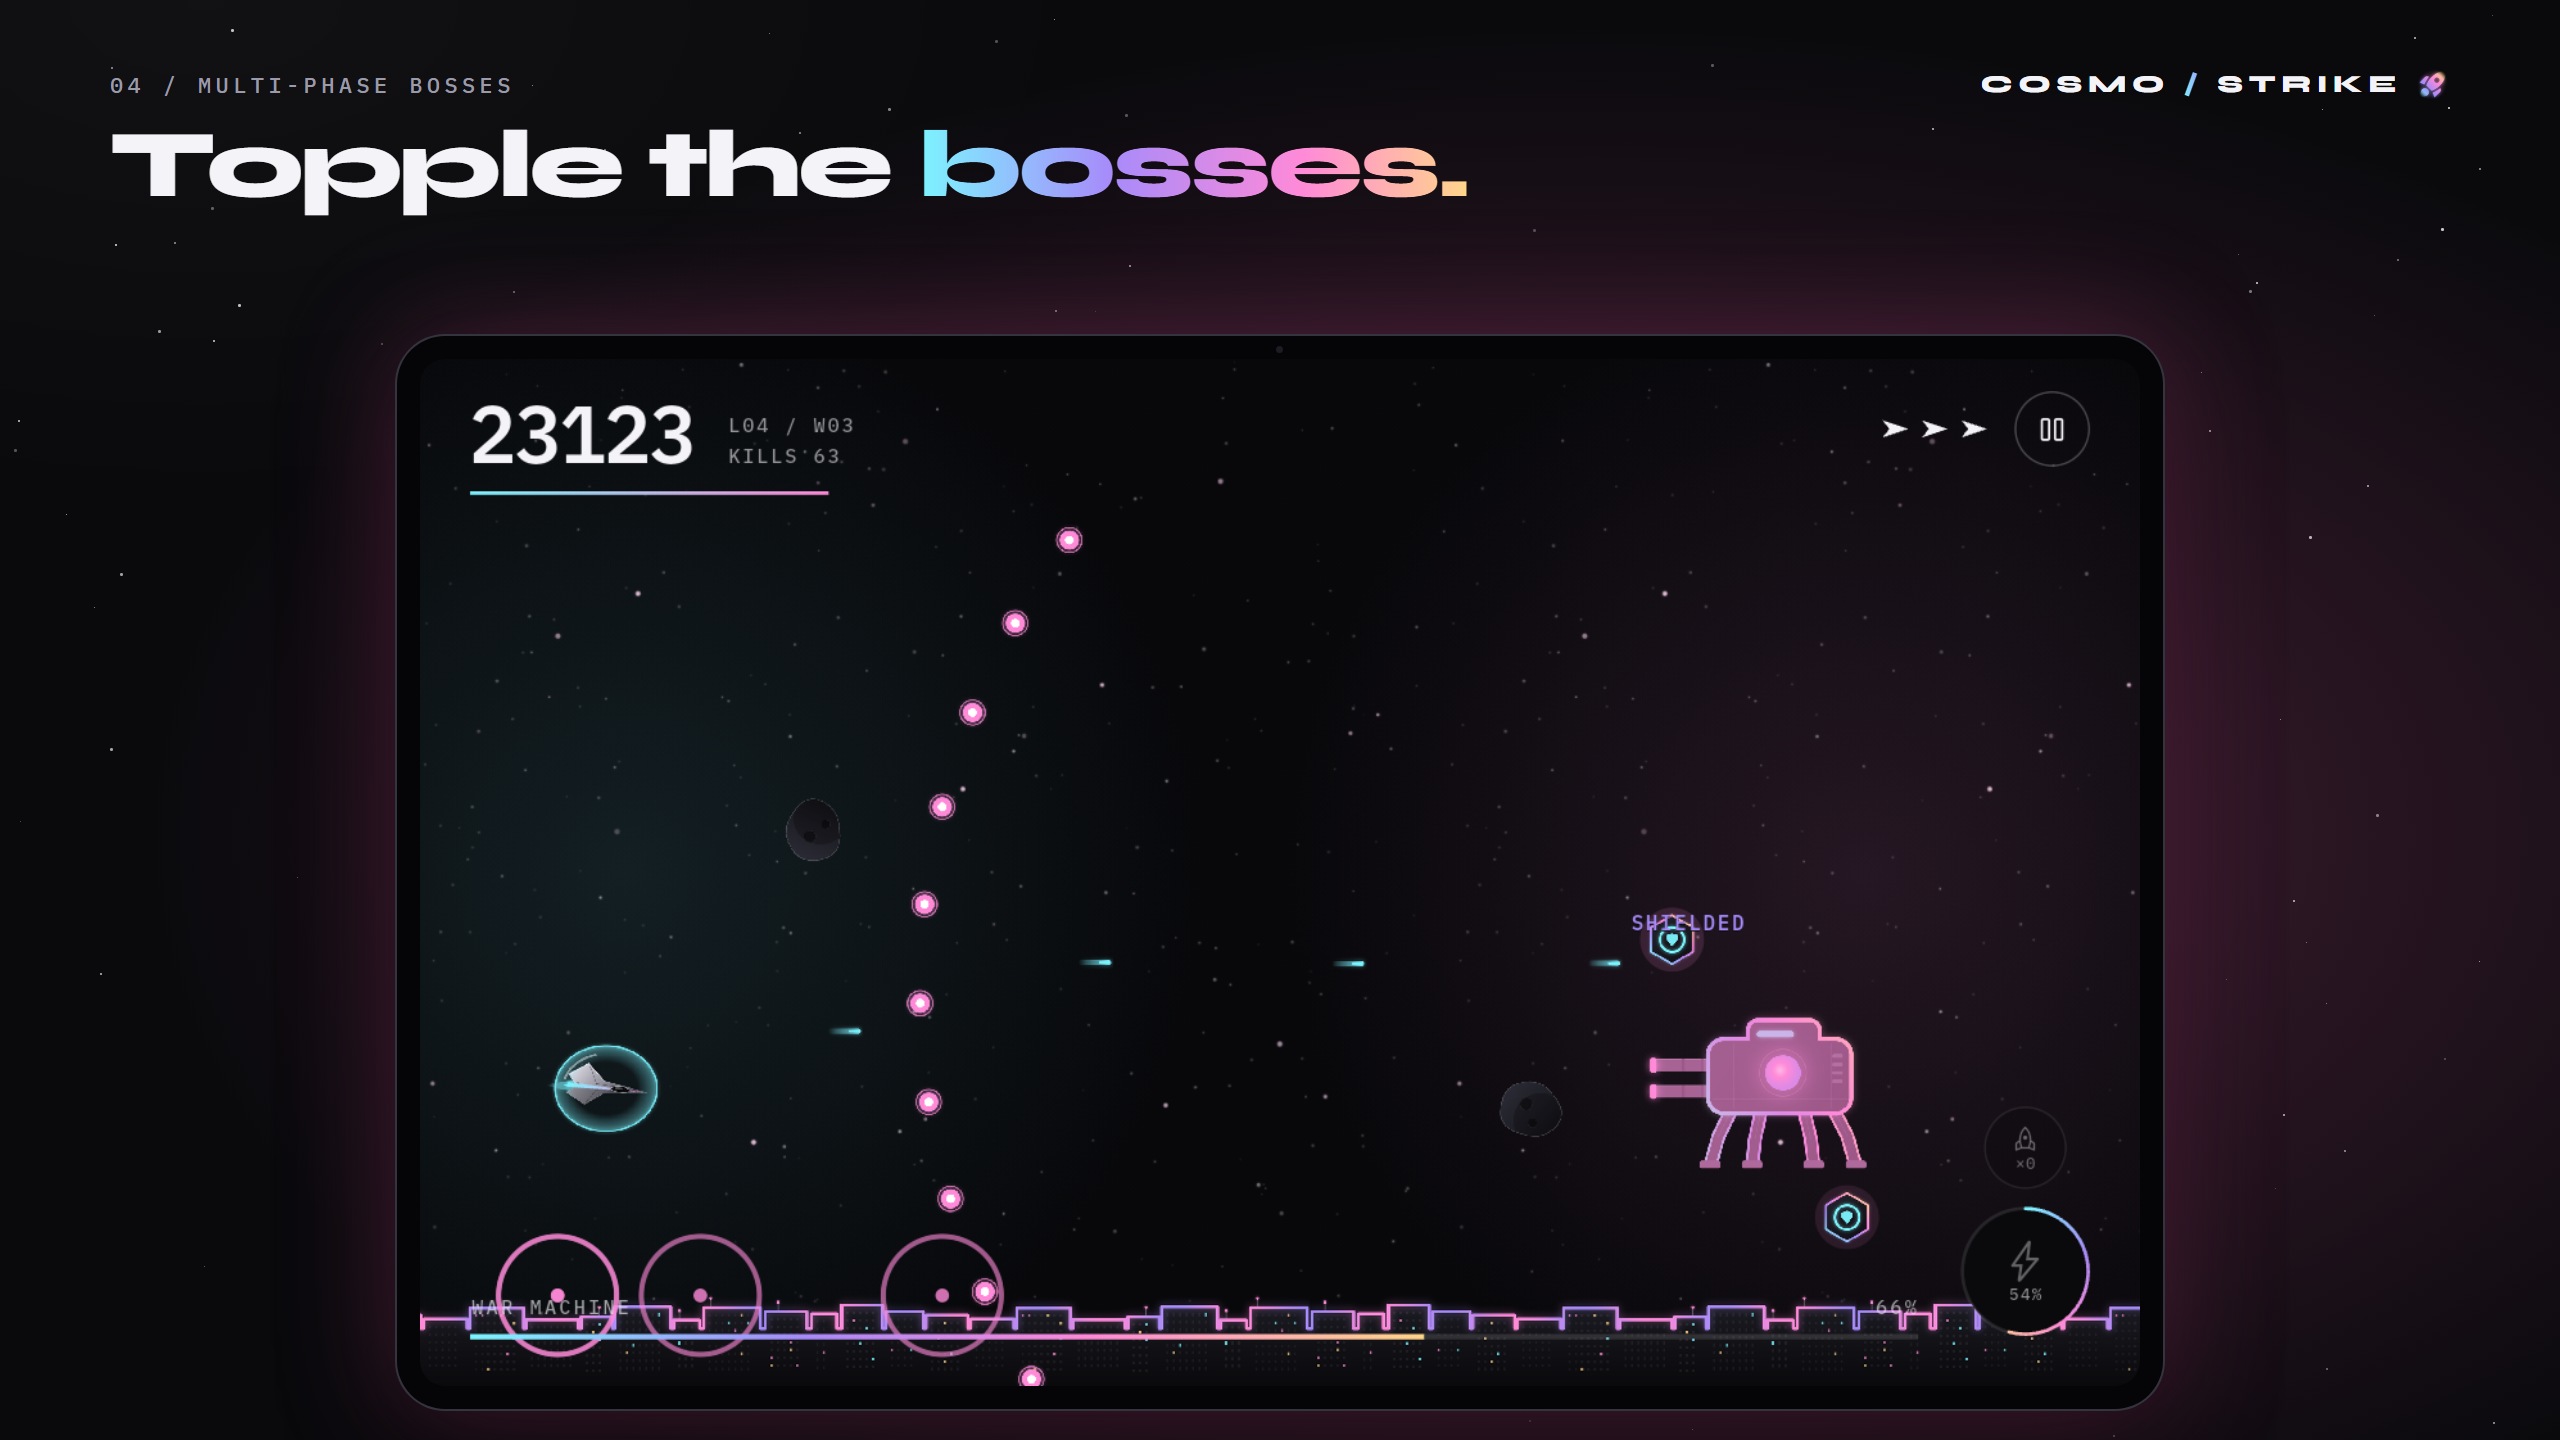 04 / MULTI-PHASE BOSSES
COSMO / STRIKE
Topple the bosses.
23123
L04 / W03
KILLS 63
SHIELDED
×0
54%
WAR MACHINE
66%